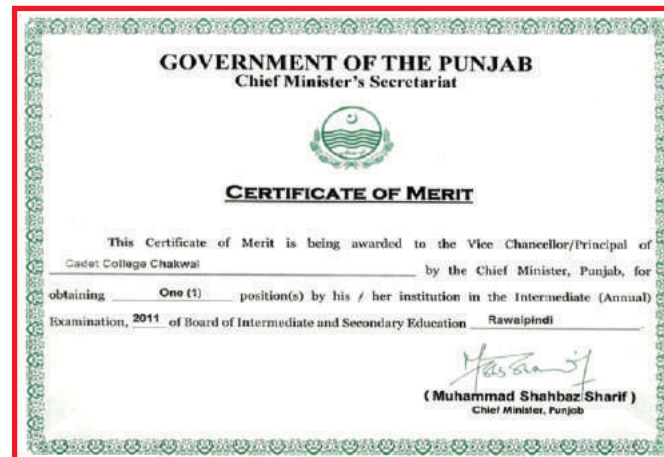 GOVERNMENT OF THE PUNJAB
Chief Minister's Secretariat
CERTIFICATE OF MERIT
This Certificate of Merit is being awarded to the Vice Chancellor/Principal of
Cadet College Chakwal by the Chief Minister, Punjab, for
obtaining One (1) position(s) by his / her institution in the Intermediate (Annual)
Examination, 2011 of Board of Intermediate and Secondary Education Rawalpindi
( Muhammad Shahbaz Sharif )
Chief Minister, Punjab